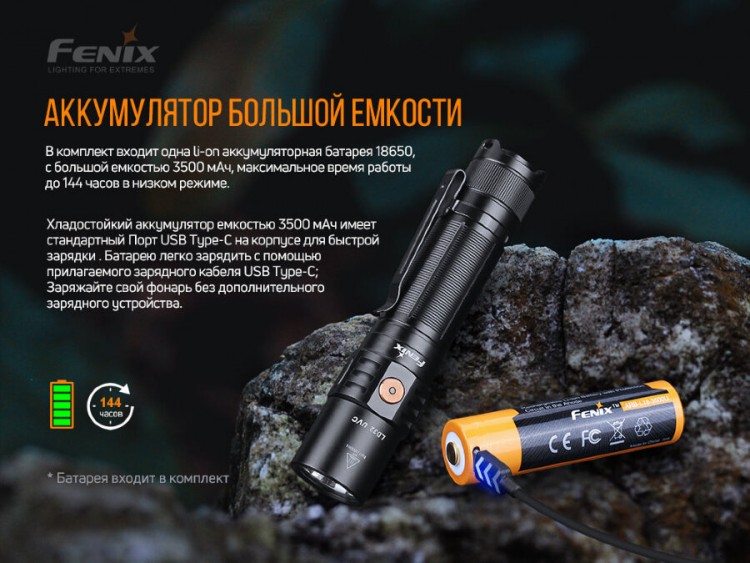 FENIX
LIGHTING FOR EXTREMES
АККУМУЛЯТОР БОЛЬШОЙ ЕМКОСТИ
В комплект входит одна li-on аккумуляторная батарея 18650,
с большой емкостью 3500 мАч, максимальное время работы
до 144 часов в низком режиме.
Хладостойкий аккумулятор емкостью 3500 мАч имеет
стандартный Порт USB Type-C на корпусе для быстрой
зарядки . Батарею легко зарядить с помощью
прилагаемого зарядного кабеля USB Type-C;
Заряжайте свой фонарь без дополнительного
зарядного устройства.
144
часов
* Батарея входит в комплект
FENIX
LD32 UVC
FENIX
CE FC